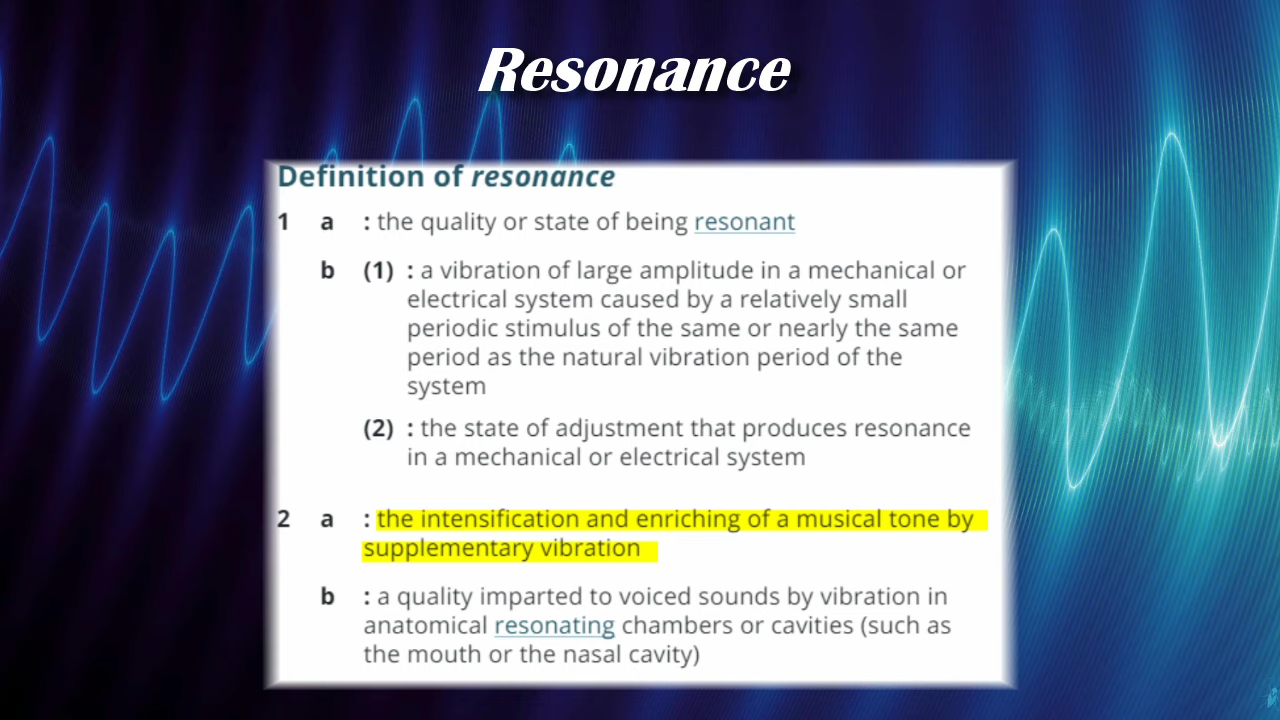 Resonance
Definition of resonance
1 a : the quality or state of being resonant
b (1) : a vibration of large amplitude in a mechanical or
electrical system caused by a relatively small
periodic stimulus of the same or nearly the same
period as the natural vibration period of the
system
(2) : the state of adjustment that produces resonance
in a mechanical or electrical system
2 a : the intensification and enriching of a musical tone by
supplementary vibration
b : a quality imparted to voiced sounds by vibration in
anatomical resonating chambers or cavities (such as
the mouth or the nasal cavity)